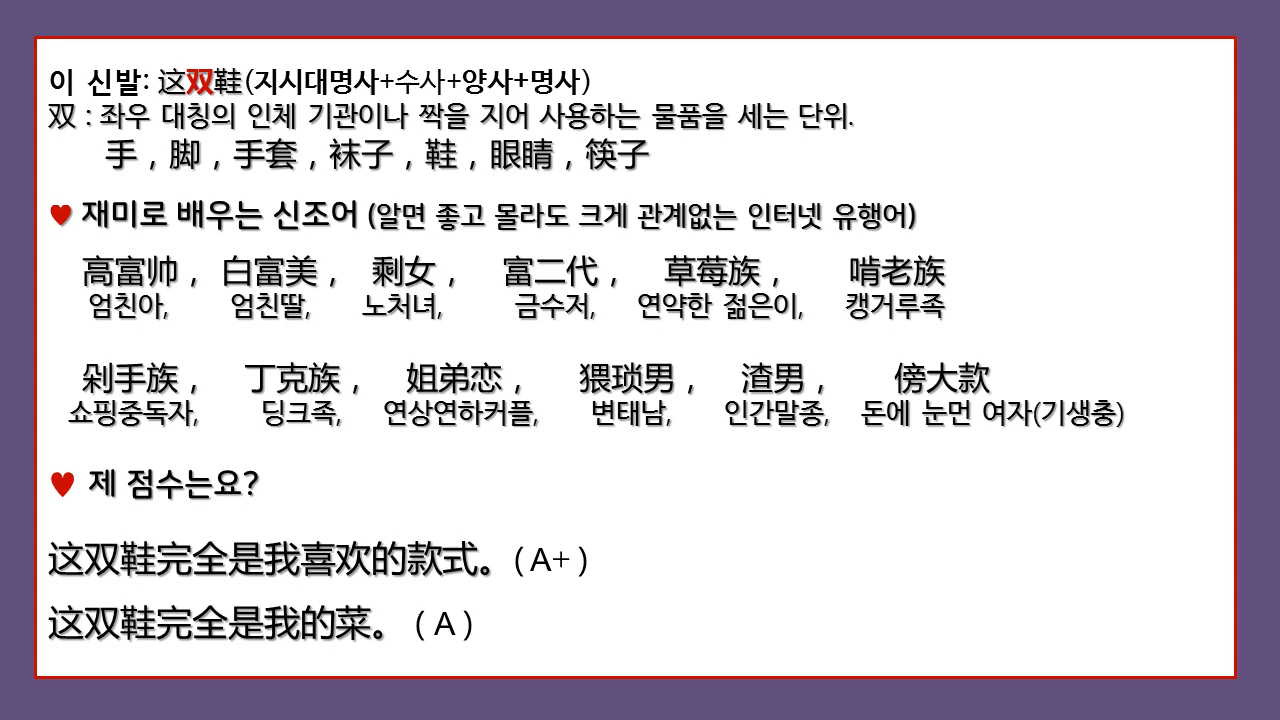 이 신발: 这双鞋(지시대명사+수사+양사+명사)
双 : 좌우 대칭의 인체 기관이나 짝을 지어 사용하는 물품을 세는 단위.
手，脚，手套，袜子，鞋，眼睛，筷子
♥ 재미로 배우는 신조어 (알면 좋고 몰라도 크게 관계없는 인터넷 유행어)
高富帅， 白富美， 剩女， 富二代， 草莓族， 啃老族
엄친아, 엄친딸, 노처녀, 금수저, 연약한 젊은이, 캥거루족
剁手族， 丁克族， 姐弟恋， 猥琐男， 渣男， 傍大款
쇼핑중독자, 딩크족, 연상연하커플, 변태남, 인간말종, 돈에 눈먼 여자(기생충)
♥ 제 점수는요?
这双鞋完全是我喜欢的款式。( A+ )
这双鞋完全是我的菜。 ( A )